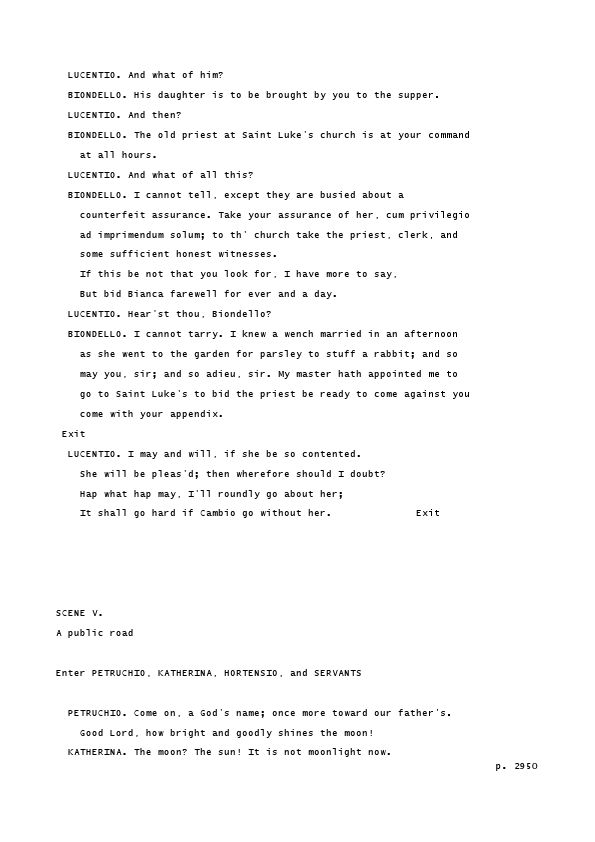 LUCENTIO. And what of him?
BIONDELLO. His daughter is to be brought by you to the supper.
LUCENTIO. And then?
BIONDELLO. The old priest at Saint Luke's church is at your command
at all hours.
LUCENTIO. And what of all this?
BIONDELLO. I cannot tell, except they are busied about a
counterfeit assurance. Take your assurance of her, cum privilegio
ad imprimendum solum; to th' church take the priest, clerk, and
some sufficient honest witnesses.
If this be not that you look for, I have more to say,
But bid Bianca farewell for ever and a day.
LUCENTIO. Hear'st thou, Biondello?
BIONDELLO. I cannot tarry. I knew a wench married in an afternoon
as she went to the garden for parsley to stuff a rabbit; and so
may you, sir; and so adieu, sir. My master hath appointed me to
go to Saint Luke's to bid the priest be ready to come against you
come with your appendix.
Exit
LUCENTIO. I may and will, if she be so contented.
She will be pleas'd; then wherefore should I doubt?
Hap what hap may, I'll roundly go about her;
It shall go hard if Cambio go without her. Exit
SCENE V.
A public road
Enter PETRUCHIO, KATHERINA, HORTENSIO, and SERVANTS
PETRUCHIO. Come on, a God's name; once more toward our father's.
Good Lord, how bright and goodly shines the moon!
KATHERINA. The moon? The sun! It is not moonlight now.
p. 2950